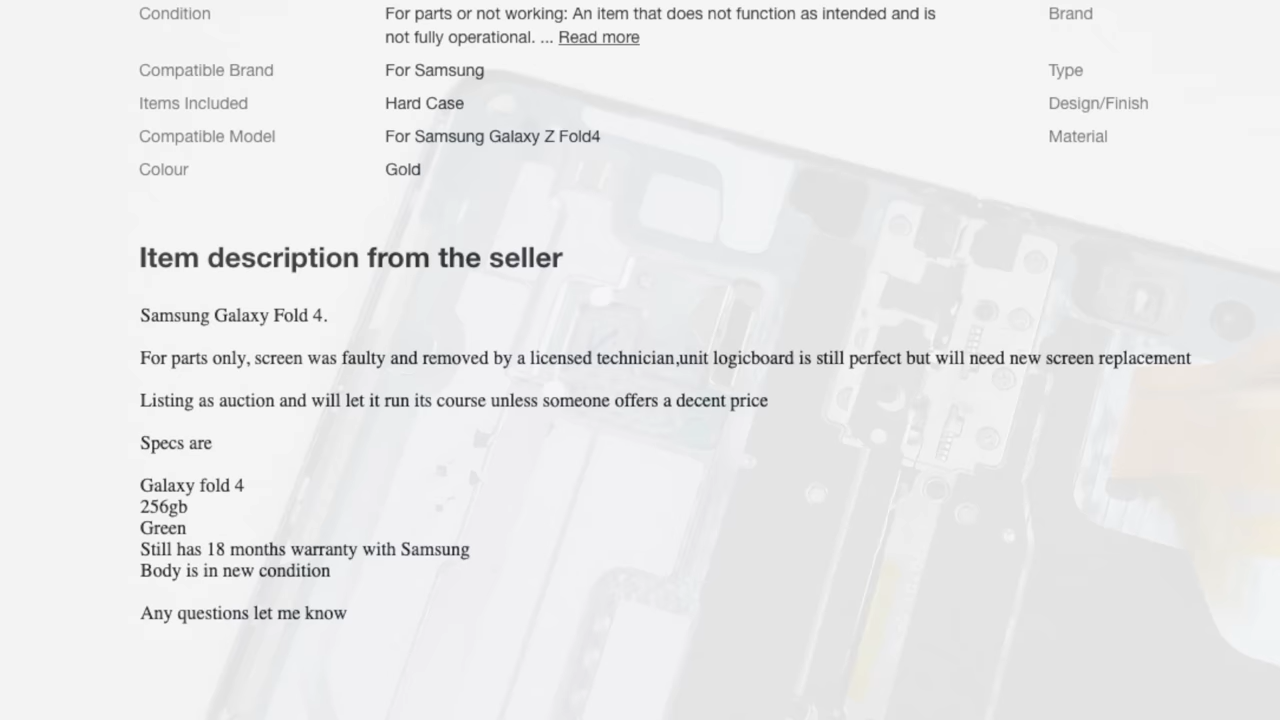 Condition For parts or not working: An item that does not function as intended and is Brand
not fully operational. ... Read more
Compatible Brand For Samsung Type
Items Included Hard Case Design/Finish
Compatible Model For Samsung Galaxy Z Fold4 Material
Colour Gold
Item description from the seller
Samsung Galaxy Fold 4.
For parts only, screen was faulty and removed by a licensed technician,unit logicboard is still perfect but will need new screen replacement
Listing as auction and will let it run its course unless someone offers a decent price
Specs are
Galaxy fold 4
256gb
Green
Still has 18 months warranty with Samsung
Body is in new condition
Any questions let me know